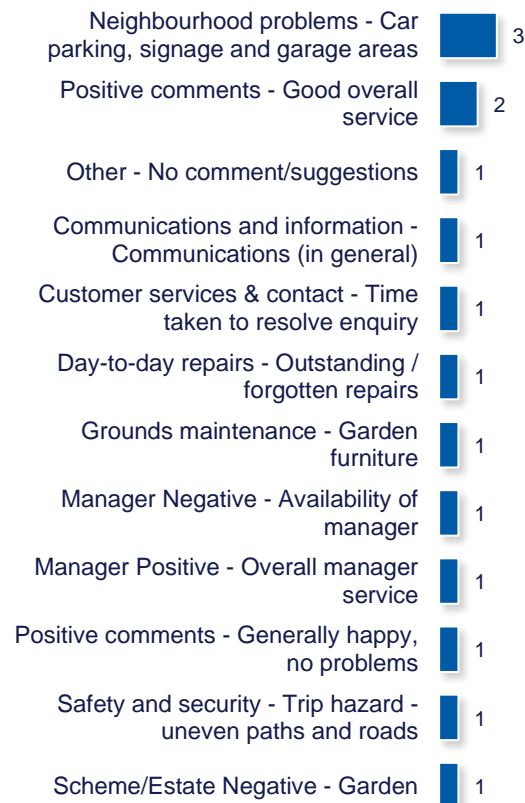 Neighbourhood problems - Car
parking, signage and garage areas
3
Positive comments - Good overall
service
2
Other - No comment/suggestions
1
Communications and information -
Communications (in general)
1
Customer services & contact - Time
taken to resolve enquiry
1
Day-to-day repairs - Outstanding /
forgotten repairs
1
Grounds maintenance - Garden
furniture
1
Manager Negative - Availability of
manager
1
Manager Positive - Overall manager
service
1
Positive comments - Generally happy,
no problems
1
Safety and security - Trip hazard -
uneven paths and roads
1
Scheme/Estate Negative - Garden
1